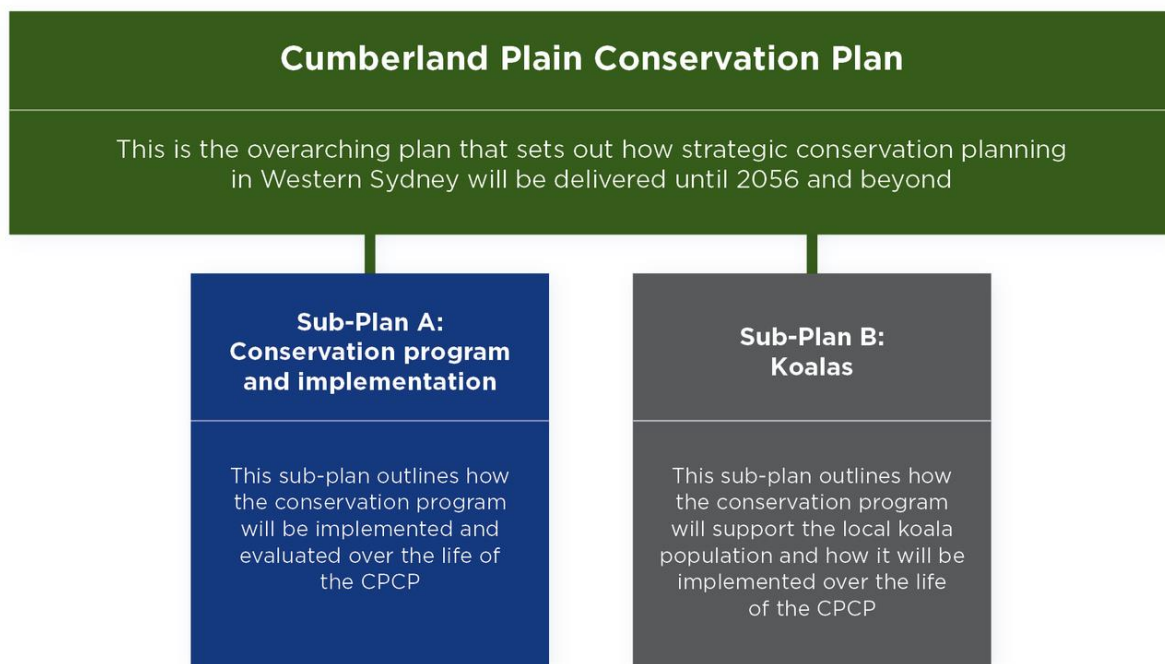 Cumberland Plain Conservation Plan
This is the overarching plan that sets out how strategic conservation planning
in Western Sydney will be delivered until 2056 and beyond
Sub-Plan A:
Conservation program
and implementation
This sub-plan outlines how
the conservation program
will be implemented and
evaluated over the life of
the CPCP
Sub-Plan B:
Koalas
This sub-plan outlines how
the conservation program
will support the local koala
population and how it will be
implemented over the life
of the CPCP